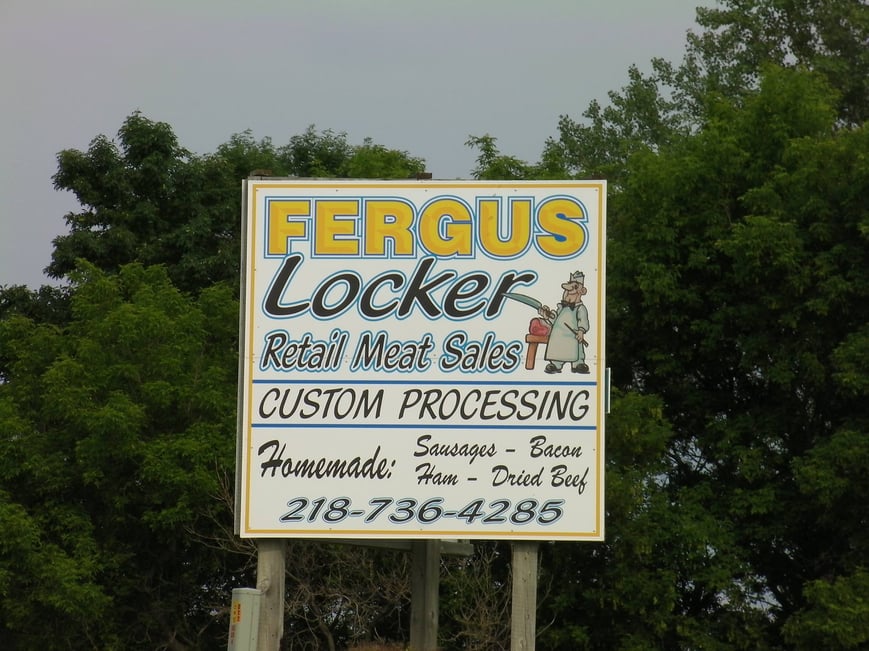 FERGUS
Locker
Retail Meat Sales
CUSTOM PROCESSING
Homemade: Sausages - Bacon
Ham - Dried Beef
218-736-4285